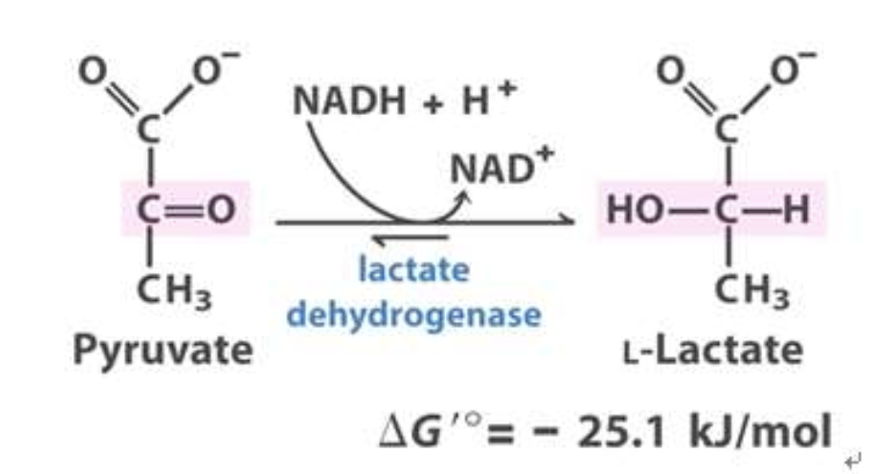 O O⁻
C
C=O
CH₃
Pyruvate
NADH + H⁺
NAD⁺
lactate
dehydrogenase
O O⁻
C
HO—C—H
CH₃
L-Lactate
ΔG′° = − 25.1 kJ/mol